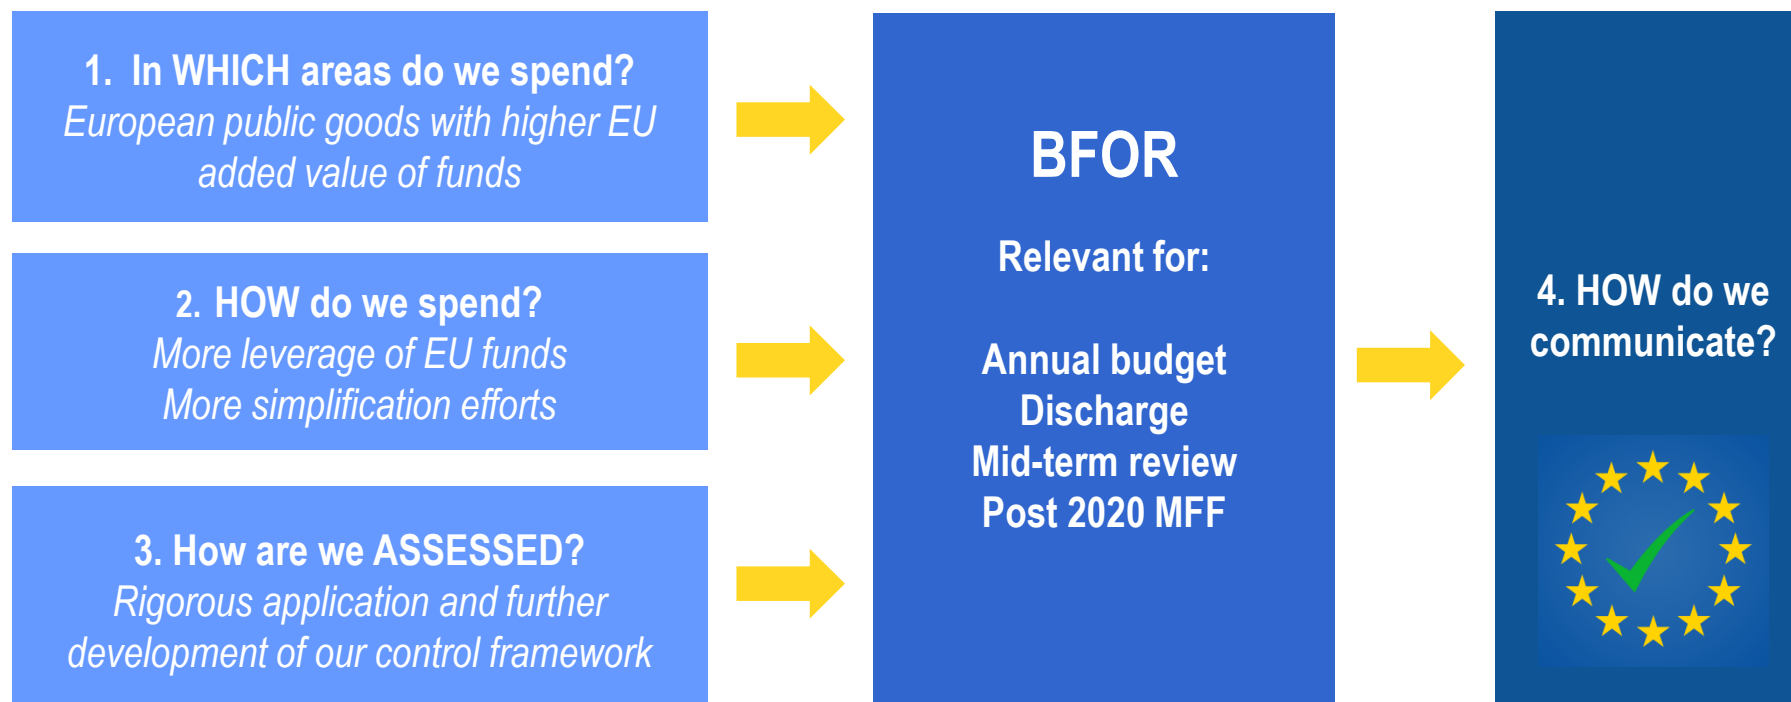 1. In WHICH areas do we spend?
European public goods with higher EU
added value of funds
2. HOW do we spend?
More leverage of EU funds
More simplification efforts
3. How are we ASSESSED?
Rigorous application and further
development of our control framework
BFOR
Relevant for:
Annual budget
Discharge
Mid-term review
Post 2020 MFF
4. HOW do we
communicate?